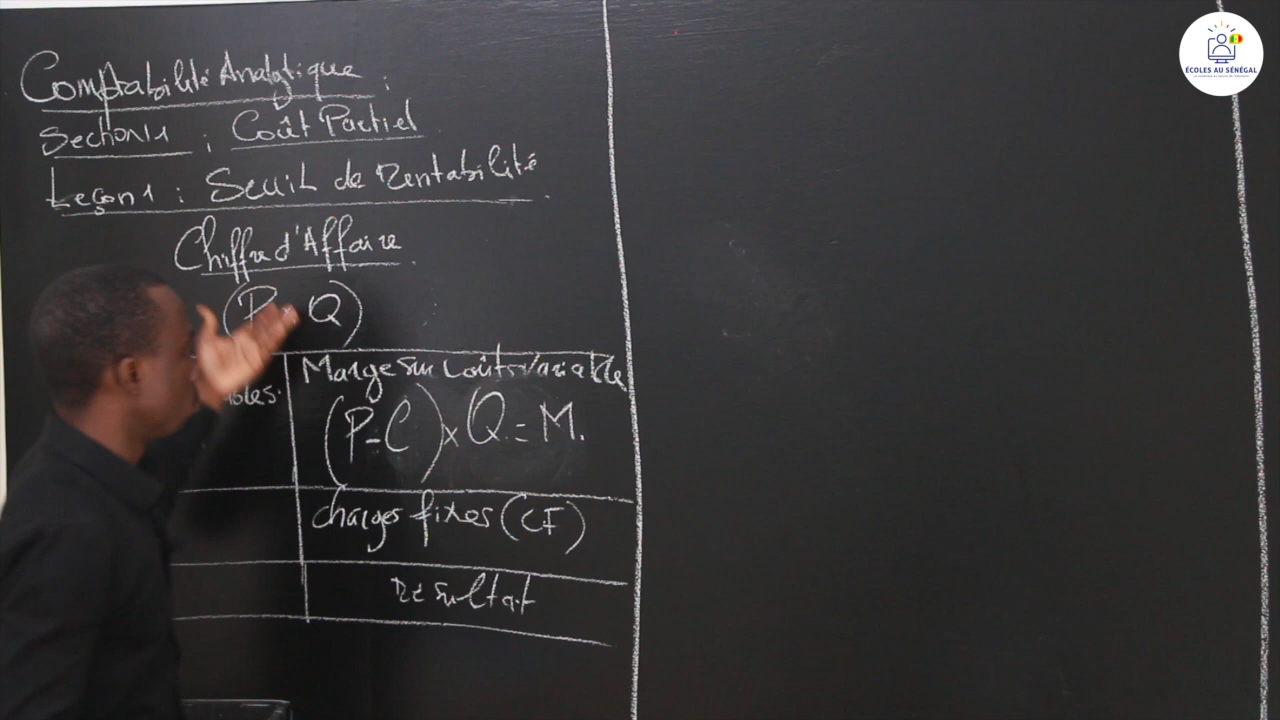 Comptabilité Analytique :
Section 1 : Coût Partiel
Leçon 1 : Seuil de Rentabilité
Chiffre d'Affaire
(P × Q)
Marge sur Coûts Variable
(P-C) × Q = M.
charges fixes (CF)
résultat
ÉCOLES AU SÉNÉGAL